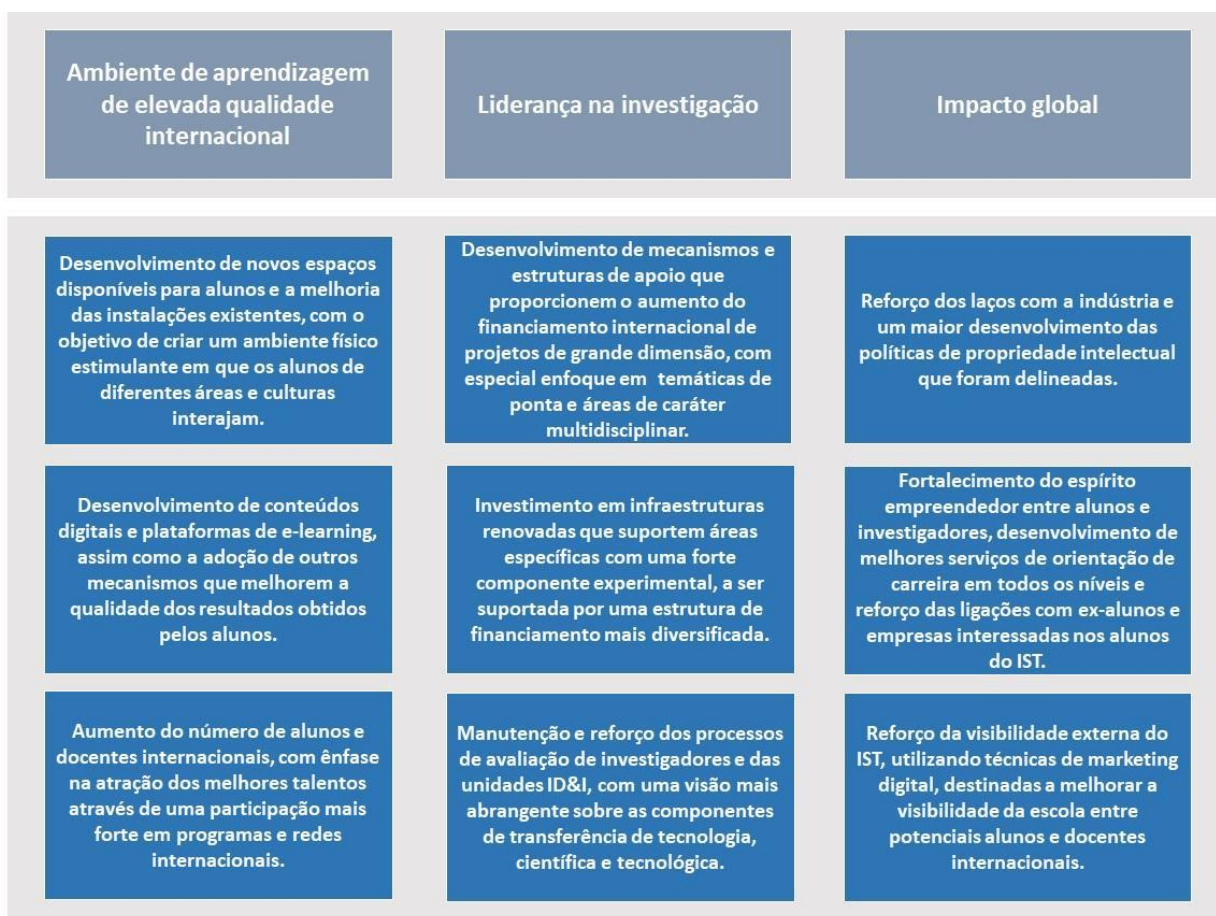 Ambiente de aprendizagem
de elevada qualidade
internacional
Liderança na investigação
Impacto global
Desenvolvimento de novos espaços
disponíveis para alunos e a melhoria
das instalações existentes, com o
objetivo de criar um ambiente físico
estimulante em que os alunos de
diferentes áreas e culturas
interajam.
Desenvolvimento de mecanismos e
estruturas de apoio que
proporcionem o aumento do
financiamento internacional de
projetos de grande dimensão, com
especial enfoque em temáticas de
ponta e áreas de caráter
multidisciplinar.
Reforço dos laços com a indústria e
um maior desenvolvimento das
políticas de propriedade intelectual
que foram delineadas.
Desenvolvimento de conteúdos
digitais e plataformas de e-learning,
assim como a adoção de outros
mecanismos que melhorem a
qualidade dos resultados obtidos
pelos alunos.
Investimento em infraestruturas
renovadas que suportem áreas
específicas com uma forte
componente experimental, a ser
suportada por uma estrutura de
financiamento mais diversificada.
Fortalecimento do espírito
empreendedor entre alunos e
investigadores, desenvolvimento de
melhores serviços de orientação de
carreira em todos os níveis e
reforço das ligações com ex-alunos e
empresas interessadas nos alunos
do IST.
Aumento do número de alunos e
docentes internacionais, com ênfase
na atração dos melhores talentos
através de uma participação mais
forte em programas e redes
internacionais.
Manutenção e reforço dos processos
de avaliação de investigadores e das
unidades ID&I, com uma visão mais
abrangente sobre as componentes
de transferência de tecnologia,
científica e tecnológica.
Reforço da visibilidade externa do
IST, utilizando técnicas de marketing
digital, destinadas a melhorar a
visibilidade da escola entre
potenciais alunos e docentes
internacionais.